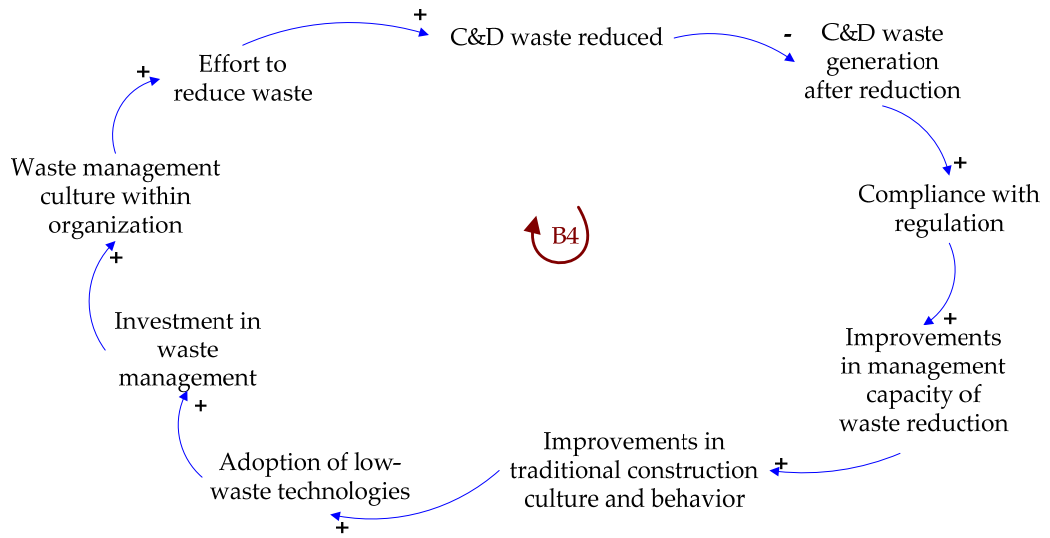 +
C&D waste reduced
-
C&D waste
generation
after reduction
+
Effort to
reduce waste
+
Waste management
culture within
organization
+
Compliance with
regulation
B4
+
Investment in
waste
management
+
Improvements
in management
capacity of
waste reduction
+
Improvements in
traditional construction
culture and behavior
+
Adoption of low-
waste technologies
+